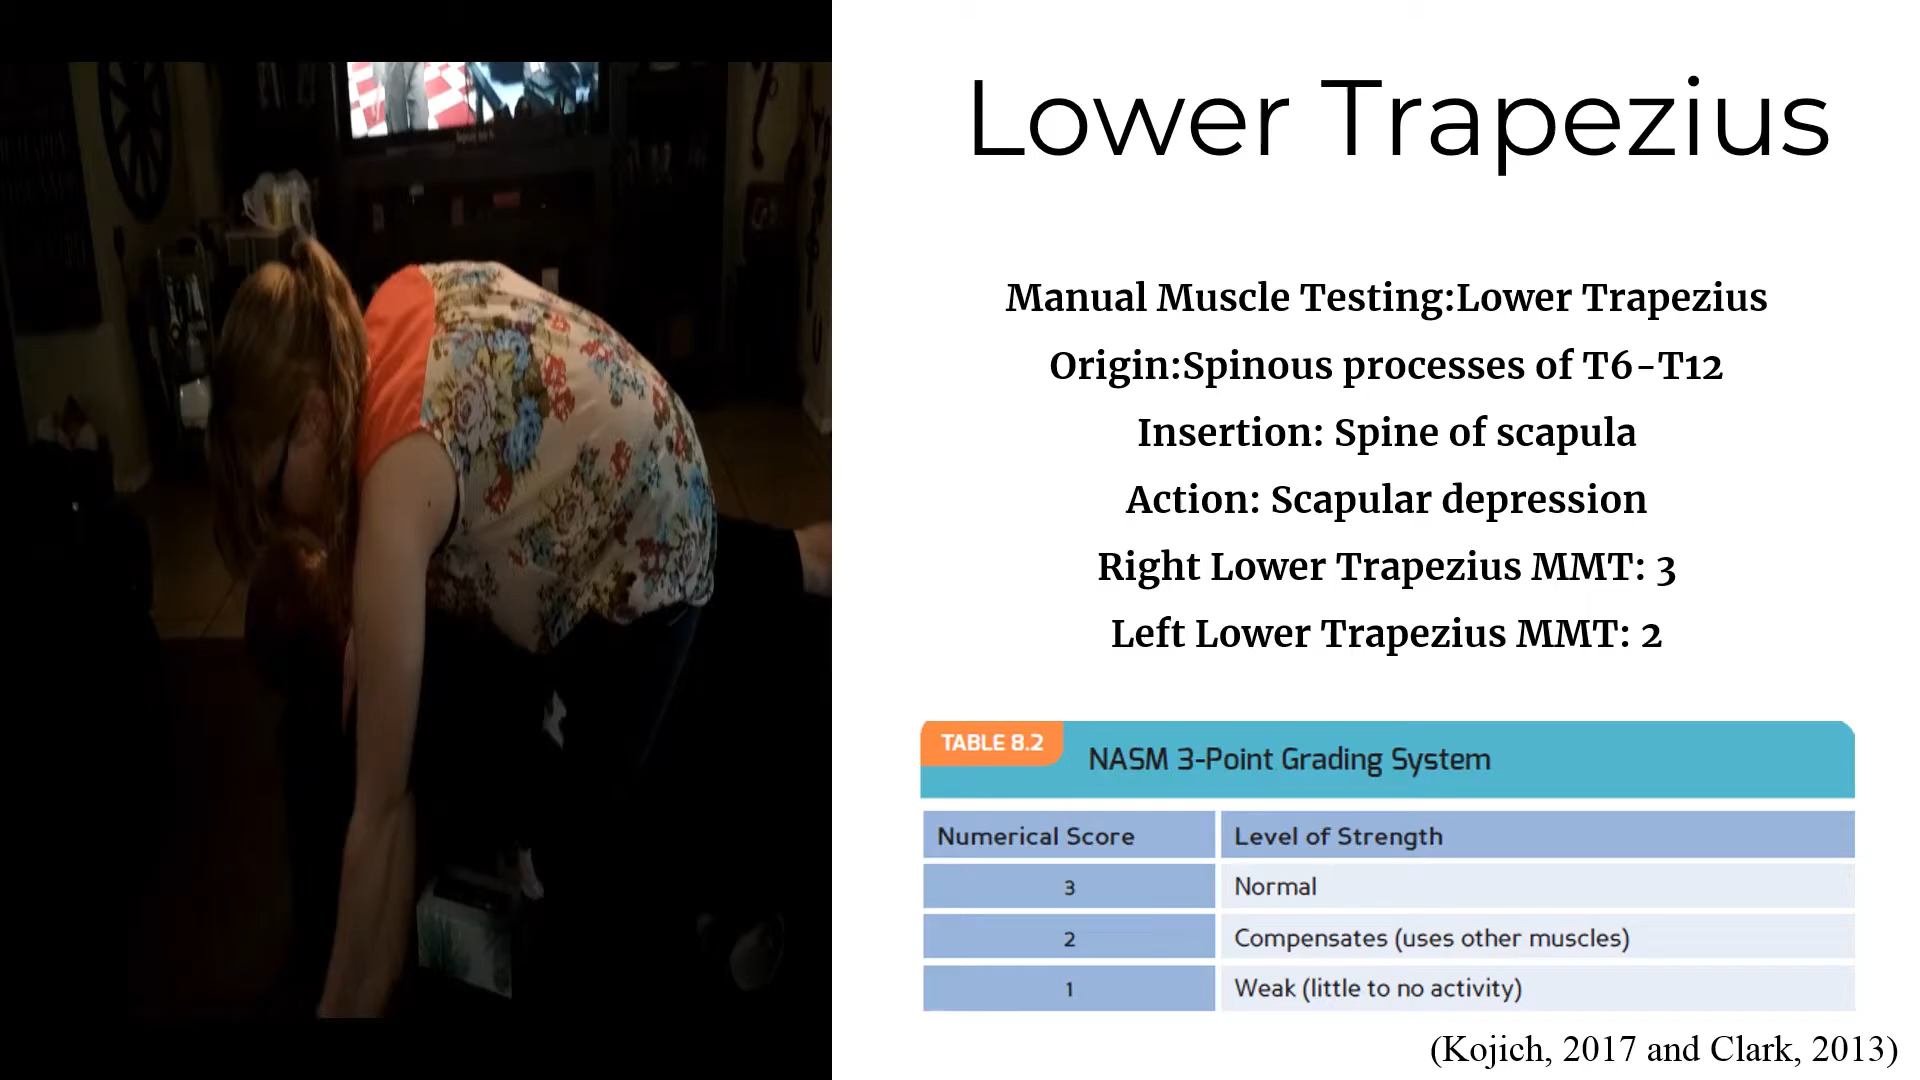 Lower Trapezius
Manual Muscle Testing:Lower Trapezius
Origin:Spinous processes of T6-T12
Insertion: Spine of scapula
Action: Scapular depression
Right Lower Trapezius MMT: 3
Left Lower Trapezius MMT: 2
TABLE 8.2
NASM 3-Point Grading System
Numerical Score Level of Strength
3 Normal
2 Compensates (uses other muscles)
1 Weak (little to no activity)
(Kojich, 2017 and Clark, 2013)